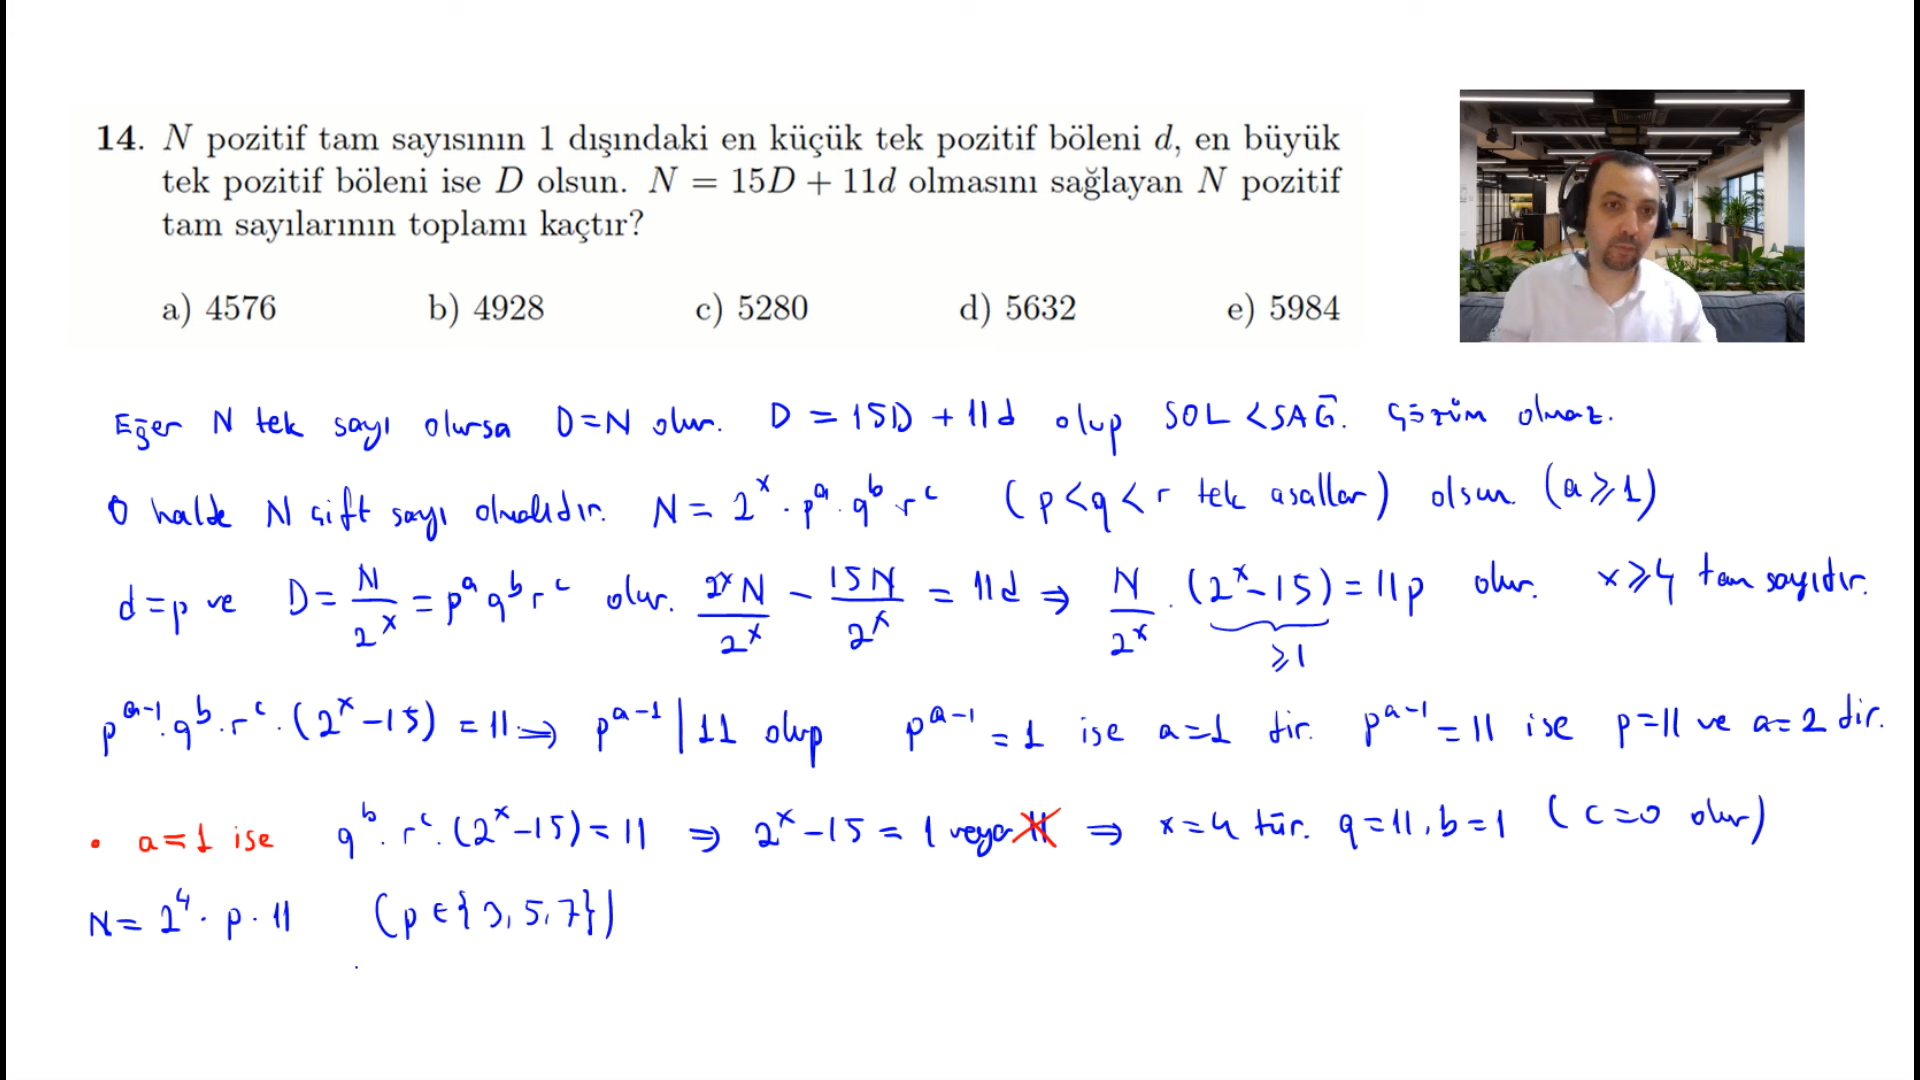 14. N pozitif tam sayısının 1 dışındaki en küçük tek pozitif böleni d, en büyük
tek pozitif böleni ise D olsun. N = 15D + 11d olmasını sağlayan N pozitif
tam sayılarının toplamı kaçtır?
a) 4576 b) 4928 c) 5280 d) 5632 e) 5984
Eğer N tek sayı olursa D=N olur. D = 15D + 11d olup SOL < SAĞ. Çözüm olmaz.
O halde N çift sayı olmalıdır. N = 2^x · p^a · q^b · r^c (p<q<r tek asallar) olsun. (a⩾1)
d=p ve D = N/2^x = p^a q^b r^c olur. 2^x N/2^x − 15N/2^x = 11d ⇒ N/2^x · (2^x−15) = 11p olur. x⩾4 tam sayıdır.
⩾1
p^{a-1} · q^b · r^c · (2^x −15) = 11 ⇒ p^{a-1} | 11 olup p^{a-1} = 1 ise a=1 dir. p^{a-1} = 11 ise p=11 ve a=2 dir.
• a=1 ise q^b · r^c · (2^x−15) = 11 ⇒ 2^x −15 = 1 veya 11 ⇒ x=4 tür. q=11, b=1 (c=0 olur)
N = 2^4 · p · 11 (p ∈ {3, 5, 7})